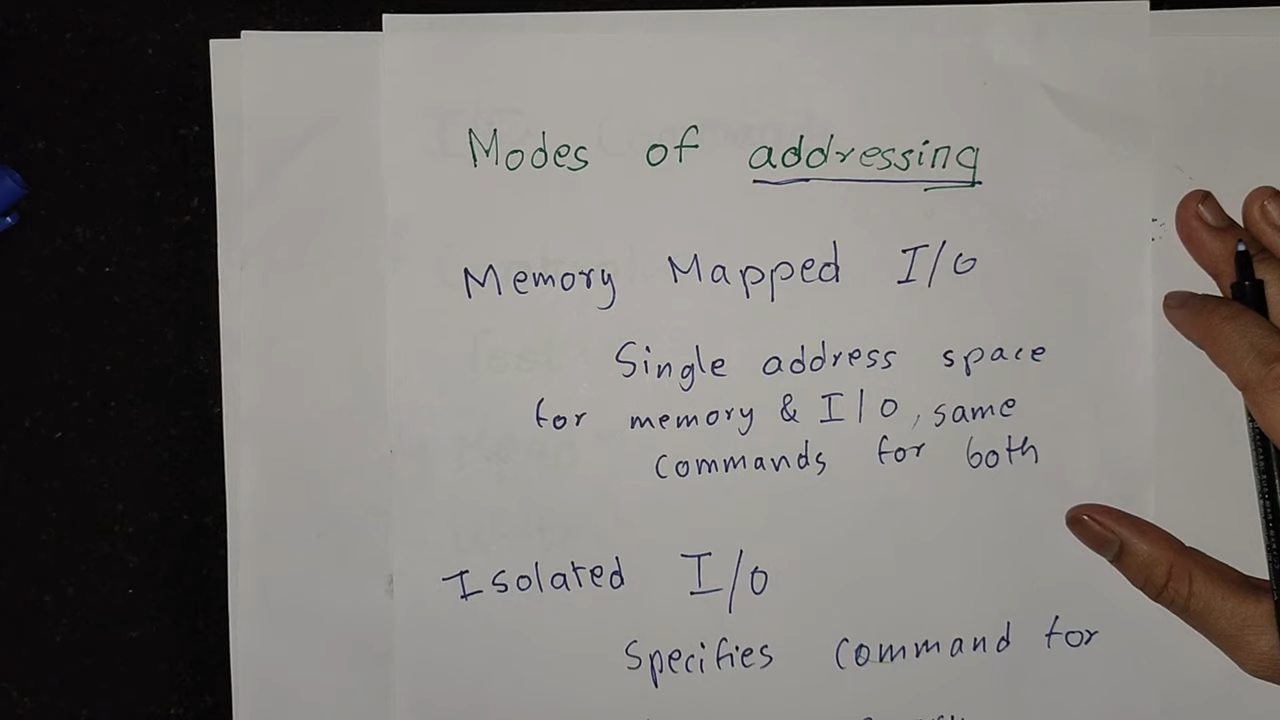 Modes of addressing
Memory Mapped I/O
Single address space
for memory & I/O, same
commands for both
Isolated I/O
Specifies command for